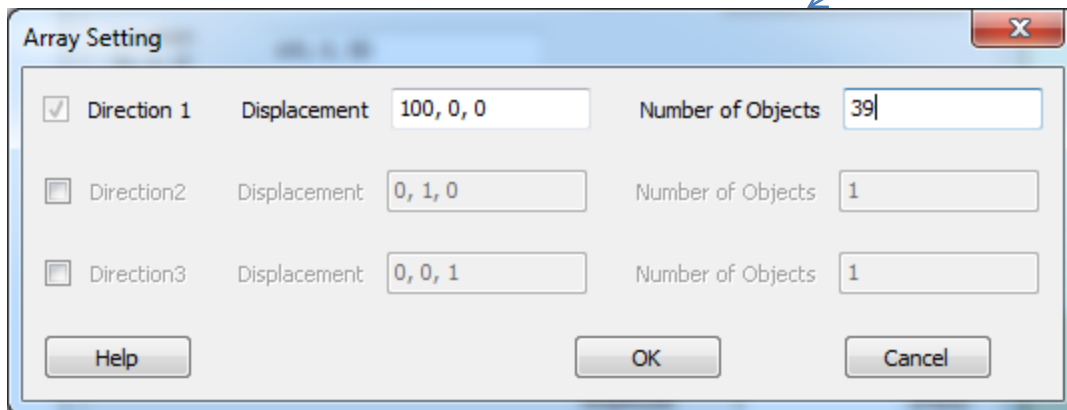 Array Setting
Direction 1 Displacement 100, 0, 0 Number of Objects 39
Direction2 Displacement 0, 1, 0 Number of Objects 1
Direction3 Displacement 0, 0, 1 Number of Objects 1
Help OK Cancel